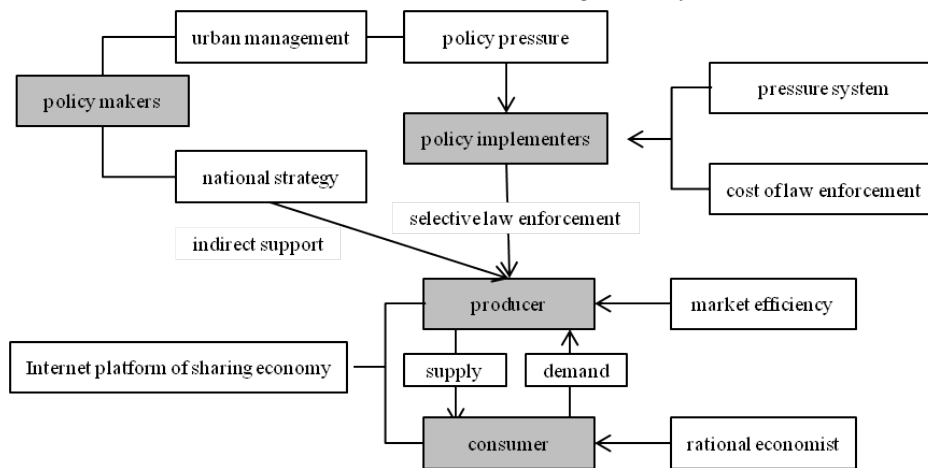 urban management
policy pressure
policy makers
pressure system
policy implementers
national strategy
cost of law enforcement
selective law enforcement
indirect support
producer
market efficiency
Internet platform of sharing economy
supply
demand
consumer
rational economist